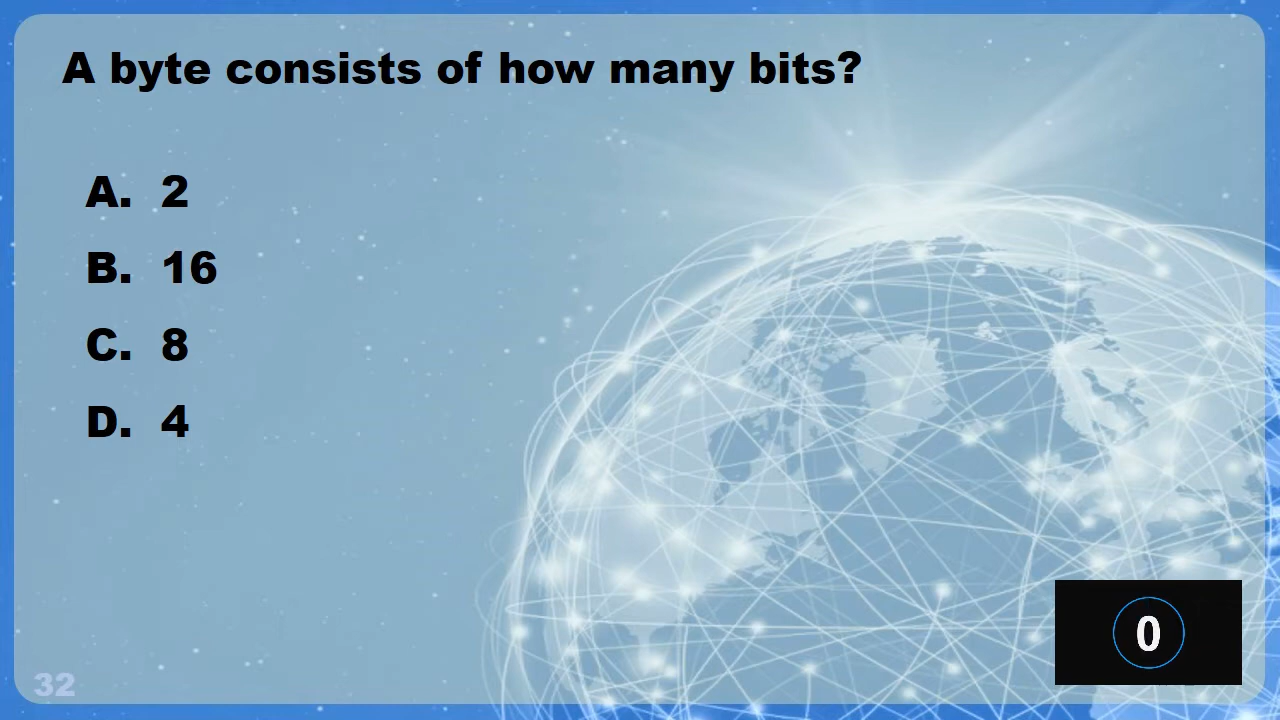 A byte consists of how many bits?
A. 2
B. 16
C. 8
D. 4
0
32